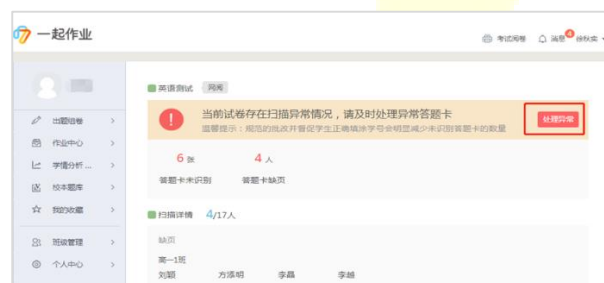 一起作业
考试阅卷 消息 4 徐秋实
英语测试 网阅
当前试卷存在扫描异常情况，请及时处理异常答题卡
温馨提示：规范的批改并督促学生正确填涂学号会明显减少未识别答题卡的数量
处理异常
出题组卷
作业中心
学情分析 ...
校本题库
我的收藏
班级管理
个人中心
6 张 4 人
答题卡未识别 答题卡缺页
扫描详情 4/17人
缺页
高一1班
刘颖 方添明 李晶 李越